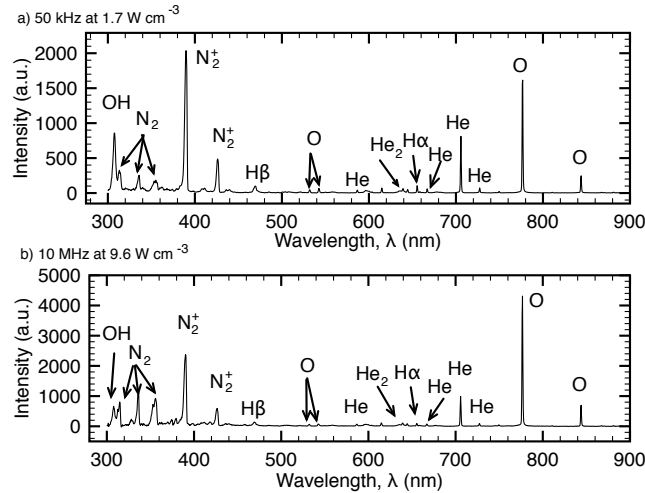 a) 50 kHz at 1.7 W cm⁻³
2000
1500
1000
500
0
Intensity (a.u.)
OH
N₂
N₂⁺
N₂⁺
Hβ
O
He
He₂
Hα
He
He
He
O
O
300 400 500 600 700 800 900
Wavelength, λ (nm)
b) 10 MHz at 9.6 W cm⁻³
5000
4000
3000
2000
1000
0
Intensity (a.u.)
OH
N₂
N₂⁺
N₂⁺
Hβ
O
He
He₂
Hα
He
He
He
O
O
300 400 500 600 700 800 900
Wavelength, λ (nm)